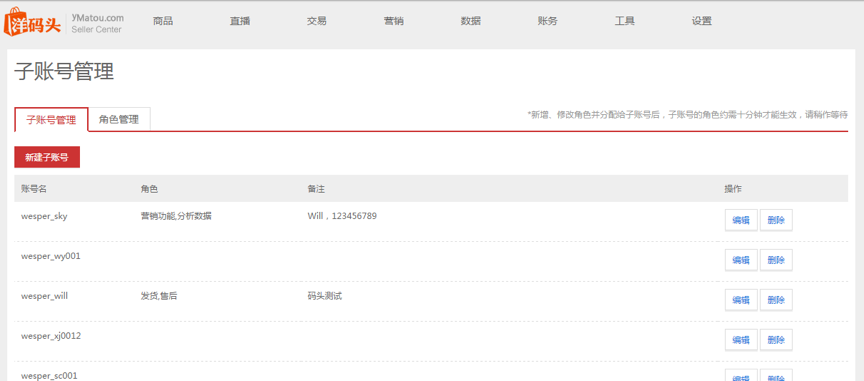 洋码头 YMatou.com
Seller Center
商品 直播 交易 营销 数据 账务 工具 设置
子账号管理
子账号管理 角色管理 *新增、修改角色并分配给子账号后，子账号的角色约需十分钟才能生效，请稍作等待
新建子账号
账号名 角色 备注 操作
wesper_sky 营销功能,分析数据 Will，123456789 编辑 删除
wesper_wy001 编辑 删除
wesper_will 发货,售后 码头测试 编辑 删除
wesper_xj0012 编辑 删除
wesper_sc001 编辑 删除